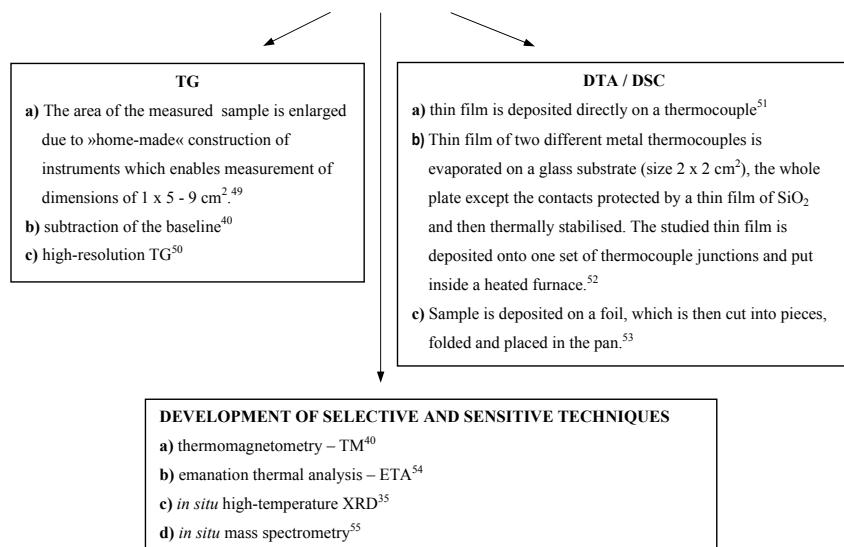 TG
a) The area of the measured sample is enlarged
due to »home-made« construction of
instruments which enables measurement of
dimensions of 1 x 5 - 9 cm².⁴⁹
b) subtraction of the baseline⁴⁰
c) high-resolution TG⁵⁰
DTA / DSC
a) thin film is deposited directly on a thermocouple⁵¹
b) Thin film of two different metal thermocouples is
evaporated on a glass substrate (size 2 x 2 cm²), the whole
plate except the contacts protected by a thin film of SiO₂
and then thermally stabilised. The studied thin film is
deposited onto one set of thermocouple junctions and put
inside a heated furnace.⁵²
c) Sample is deposited on a foil, which is then cut into pieces,
folded and placed in the pan.⁵³
DEVELOPMENT OF SELECTIVE AND SENSITIVE TECHNIQUES
a) thermomagnetometry – TM⁴⁰
b) emanation thermal analysis – ETA⁵⁴
c) in situ high-temperature XRD³⁵
d) in situ mass spectrometry⁵⁵